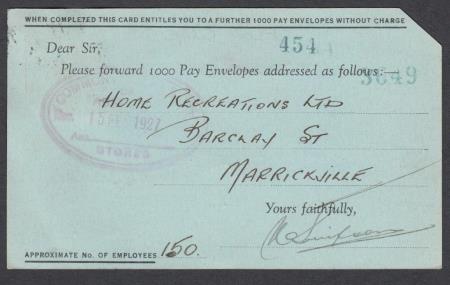 WHEN COMPLETED THIS CARD ENTITLES YOU TO A FURTHER 1000 PAY ENVELOPES WITHOUT CHARGE
Dear Sir,
454
Please forward 1000 Pay Envelopes addressed as follows:—
3649
HOME RECREATIONS LTD
1927
BARCLAY ST
STORES
MARRICKVILLE
Yours faithfully,
APPROXIMATE No. OF EMPLOYEES 150.